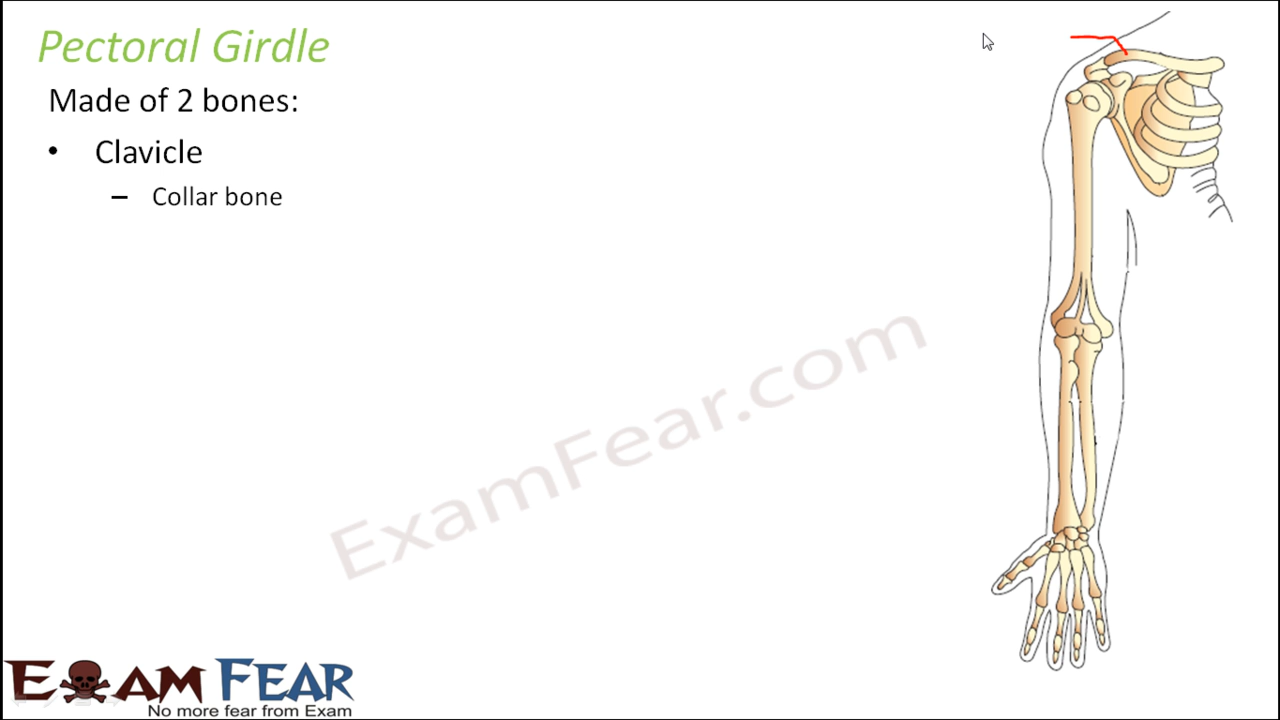 Pectoral Girdle
Made of 2 bones:
• Clavicle
– Collar bone
ExamFear.com
EXAM FEAR
No more fear from Exam